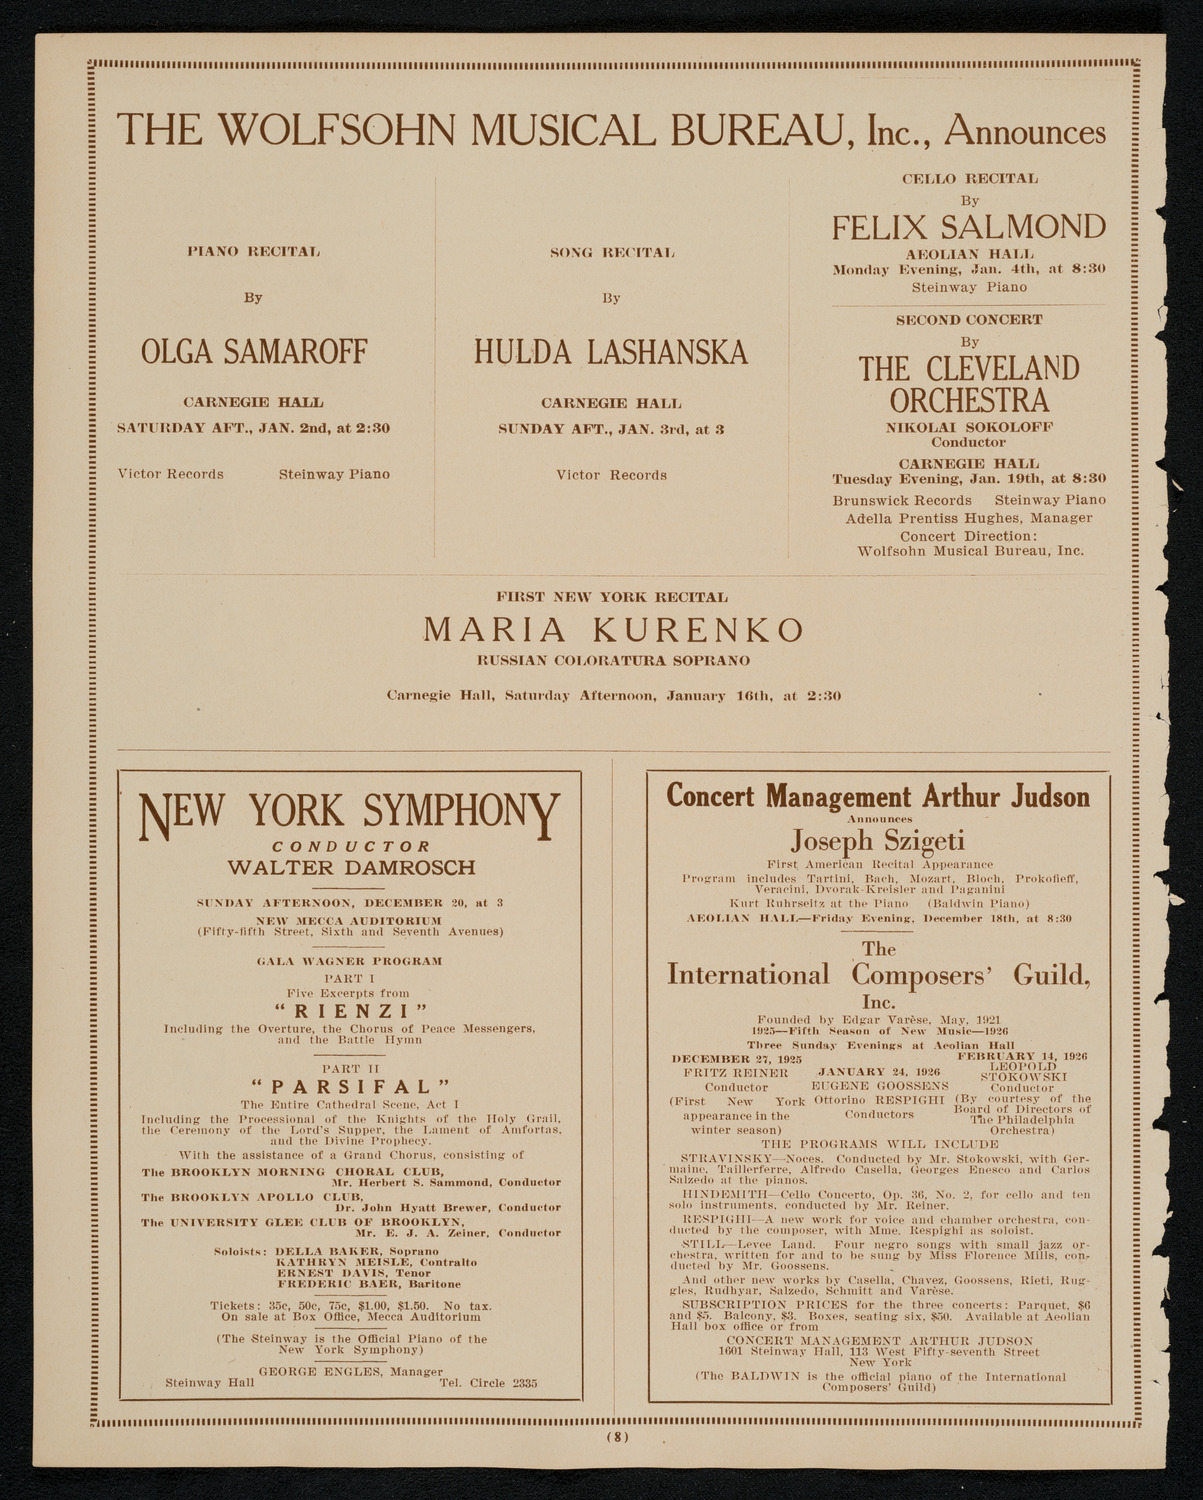 THE WOLFSOHN MUSICAL BUREAU, Inc., Announces
PIANO RECITAL
By
OLGA SAMAROFF
CARNEGIE HALL
SATURDAY AFT., JAN. 2nd, at 2:30
Victor Records Steinway Piano
SONG RECITAL
By
HULDA LASHANSKA
CARNEGIE HALL
SUNDAY AFT., JAN. 3rd, at 3
Victor Records
CELLO RECITAL
By
FELIX SALMOND
AEOLIAN HALL
Monday Evening, Jan. 4th, at 8:30
Steinway Piano
SECOND CONCERT
By
THE CLEVELAND
ORCHESTRA
NIKOLAI SOKOLOFF
Conductor
CARNEGIE HALL
Tuesday Evening, Jan. 19th, at 8:30
Brunswick Records Steinway Piano
Adella Prentiss Hughes, Manager
Concert Direction:
Wolfsohn Musical Bureau, Inc.
FIRST NEW YORK RECITAL
MARIA KURENKO
RUSSIAN COLORATURA SOPRANO
Carnegie Hall, Saturday Afternoon, January 16th, at 2:30
NEW YORK SYMPHONY
CONDUCTOR
WALTER DAMROSCH
SUNDAY AFTERNOON, DECEMBER 20, at 3
NEW MECCA AUDITORIUM
(Fifty-fifth Street, Sixth and Seventh Avenues)
GALA WAGNER PROGRAM
PART I
Five Excerpts from
"RIENZI"
Including the Overture, the Chorus of Peace Messengers,
and the Battle Hymn
PART II
"PARSIFAL"
The Entire Cathedral Scene, Act I
Including the Processional of the Knights of the Holy Grail,
the Ceremony of the Lord's Supper, the Lament of Amfortas,
and the Divine Prophecy.
With the assistance of a Grand Chorus, consisting of
The BROOKLYN MORNING CHORAL CLUB,
Mr. Herbert S. Sammond, Conductor
The BROOKLYN APOLLO CLUB,
Dr. John Hyatt Brewer, Conductor
The UNIVERSITY GLEE CLUB OF BROOKLYN,
Mr. E. J. A. Zeiner, Conductor
Soloists: DELLA BAKER, Soprano
KATHRYN MEISLE, Contralto
ERNEST DAVIS, Tenor
FREDERIC BAER, Baritone
Tickets: 35c, 50c, 75c, $1.00, $1.50. No tax.
On sale at Box Office, Mecca Auditorium
(The Steinway is the Official Piano of the
New York Symphony)
GEORGE ENGLES, Manager
Steinway Hall Tel. Circle 2335
Concert Management Arthur Judson
Announces
Joseph Szigeti
First American Recital Appearance
Program includes Tartini, Bach, Mozart, Bloch, Prokofieff,
Veracini, Dvorak-Kreisler and Paganini
Kurt Ruhrseitz at the Piano (Baldwin Piano)
AEOLIAN HALL—Friday Evening, December 18th, at 8:30
The
International Composers' Guild,
Inc.
Founded by Edgar Varèse, May, 1921
1925—Fifth Season of New Music—1926
Three Sunday Evenings at Aeolian Hall
DECEMBER 27, 1925
FRITZ REINER
Conductor
(First New York
appearance in the
winter season)
JANUARY 24, 1926
EUGENE GOOSSENS
Ottorino RESPIGHI
Conductors
FEBRUARY 14, 1926
LEOPOLD
STOKOWSKI
Conductor
(By courtesy of the
Board of Directors of
The Philadelphia
Orchestra)
THE PROGRAMS WILL INCLUDE
STRAVINSKY—Noces. Conducted by Mr. Stokowski, with Ger-
maine, Taillerferre, Alfredo Casella, Georges Enesco and Carlos
Salzedo at the pianos.
HINDEMITH—Cello Concerto, Op. 36, No. 2, for cello and ten
solo instruments, conducted by Mr. Reiner.
RESPIGHI—A new work for voice and chamber orchestra, con-
ducted by the composer, with Mme. Respighi as soloist.
STILL—Levee Land. Four negro songs with small jazz or-
chestra, written for and to be sung by Miss Florence Mills, con-
ducted by Mr. Goossens.
And other new works by Casella, Chavez, Goossens, Rieti, Rug-
gles, Rudhyar, Salzedo, Schmitt and Varèse.
SUBSCRIPTION PRICES for the three concerts: Parquet, $6
and $5. Balcony, $3. Boxes, seating six, $50. Available at Aeolian
Hall box office or from
CONCERT MANAGEMENT ARTHUR JUDSON
1601 Steinway Hall, 113 West Fifty-seventh Street
New York
(The BALDWIN is the official piano of the International
Composers' Guild)
(8)